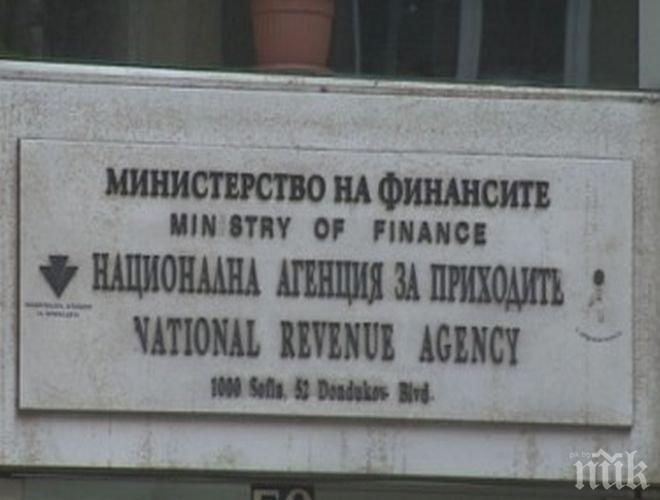 МИНИСТЕРСТВО НА ФИНАНСИТЕ
MIN STRY OF FINANCE
НАЦИОНАЛНА АГЕНЦИЯ ЗА ПРИХОДИТЕ
NATIONAL REVENUE AGENCY
1000 Sofia, 52 Dondukov Blvd.
pik.bg
пик